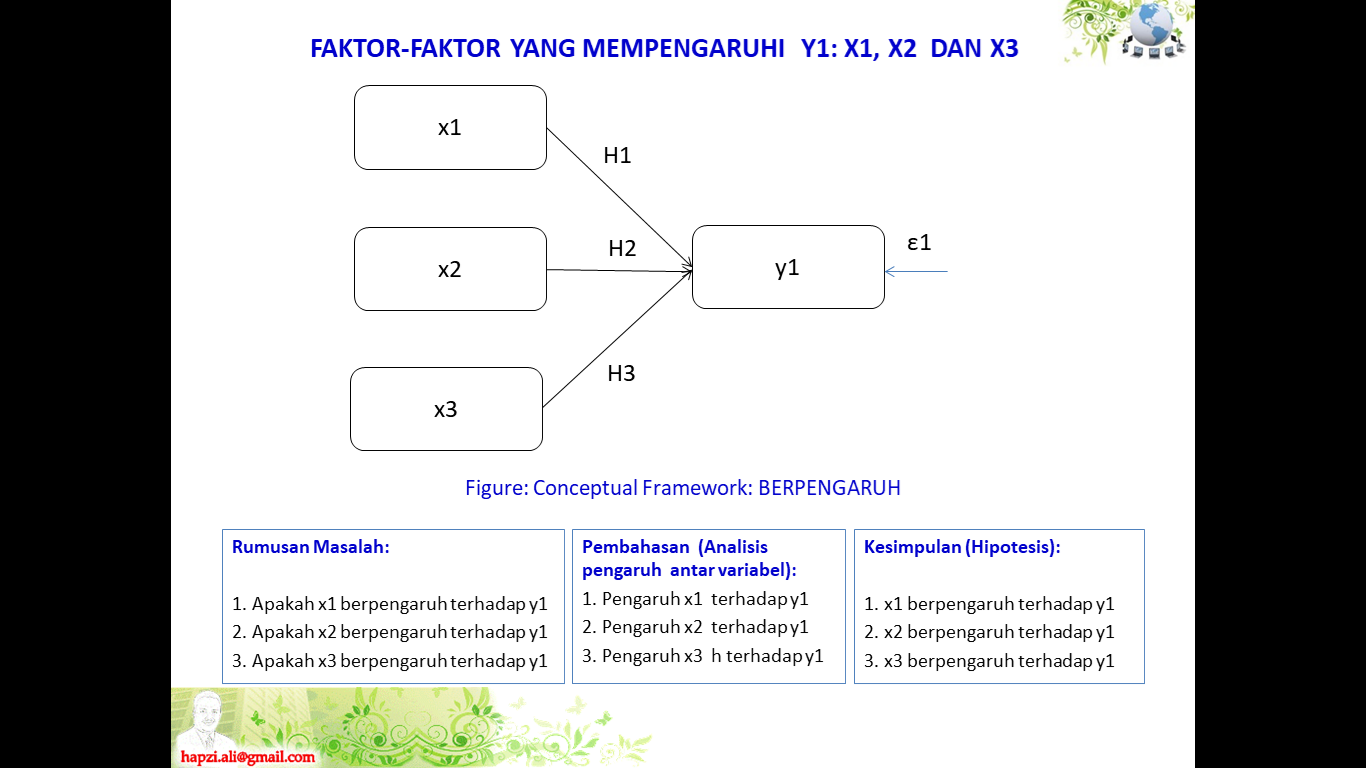 FAKTOR-FAKTOR YANG MEMPENGARUHI Y1: X1, X2 DAN X3
x1
H1
x2
H2
y1
ε1
x3
H3
Figure: Conceptual Framework: BERPENGARUH
Rumusan Masalah:
1. Apakah x1 berpengaruh terhadap y1
2. Apakah x2 berpengaruh terhadap y1
3. Apakah x3 berpengaruh terhadap y1
Pembahasan (Analisis
pengaruh antar variabel):
1. Pengaruh x1 terhadap y1
2. Pengaruh x2 terhadap y1
3. Pengaruh x3 h terhadap y1
Kesimpulan (Hipotesis):
1. x1 berpengaruh terhadap y1
2. x2 berpengaruh terhadap y1
3. x3 berpengaruh terhadap y1
hapzi.ali@gmail.com